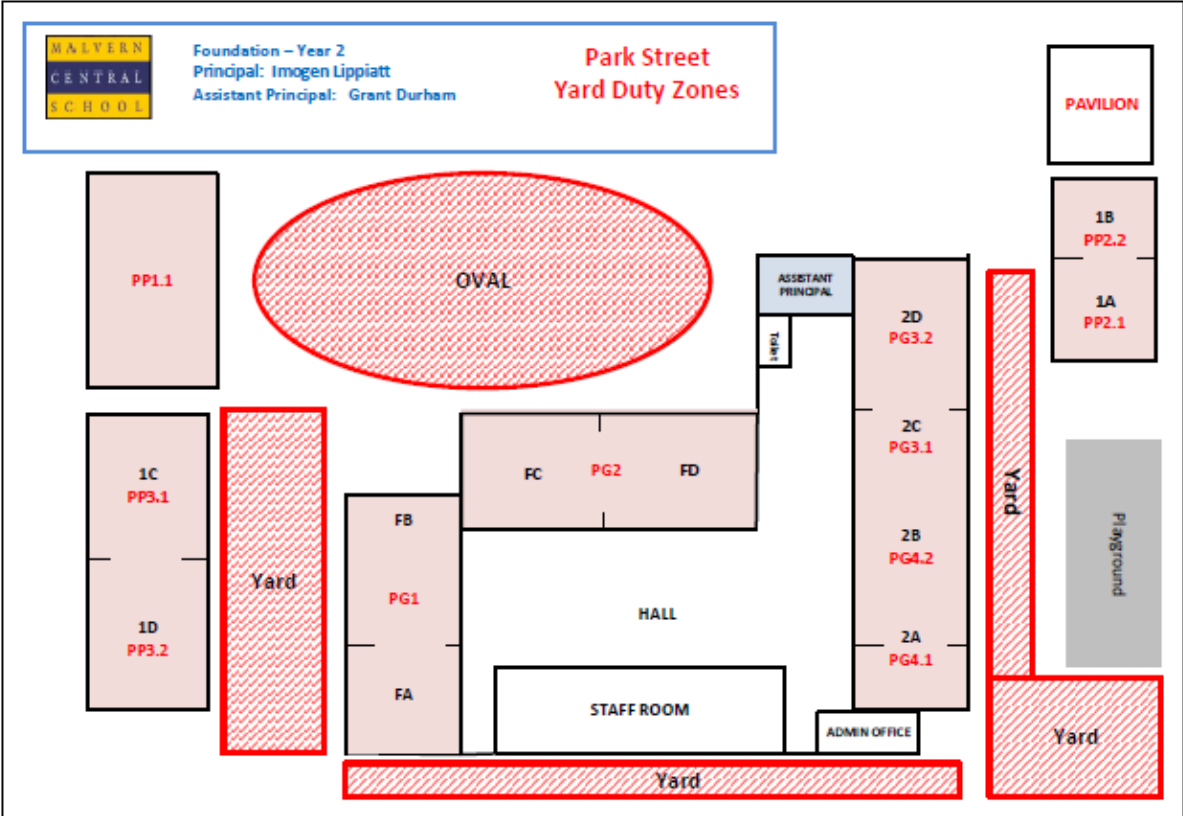 MALVERN
CENTRAL
SCHOOL
Foundation – Year 2
Principal: Imogen Lippiatt
Assistant Principal: Grant Durham
Park Street
Yard Duty Zones
PAVILION
1B
PP2.2
1A
PP2.1
PP1.1
OVAL
ASSISTANT
PRINCIPAL
Toilet
2D
PG3.2
2C
PG3.1
2B
PG4.2
2A
PG4.1
Yard
Playground
1C
PP3.1
1D
PP3.2
Yard
FC
PG2
FD
FB
PG1
FA
HALL
STAFF ROOM
ADMIN OFFICE
Yard
Yard